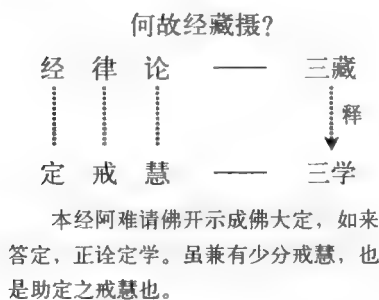 何故经藏摄?
经 律 论 —— 三藏
释
定 戒 慧 —— 三学
本经阿难请佛开示成佛大定，如来
答定，正诠定学。虽兼有少分戒慧，也
是助定之戒慧也。